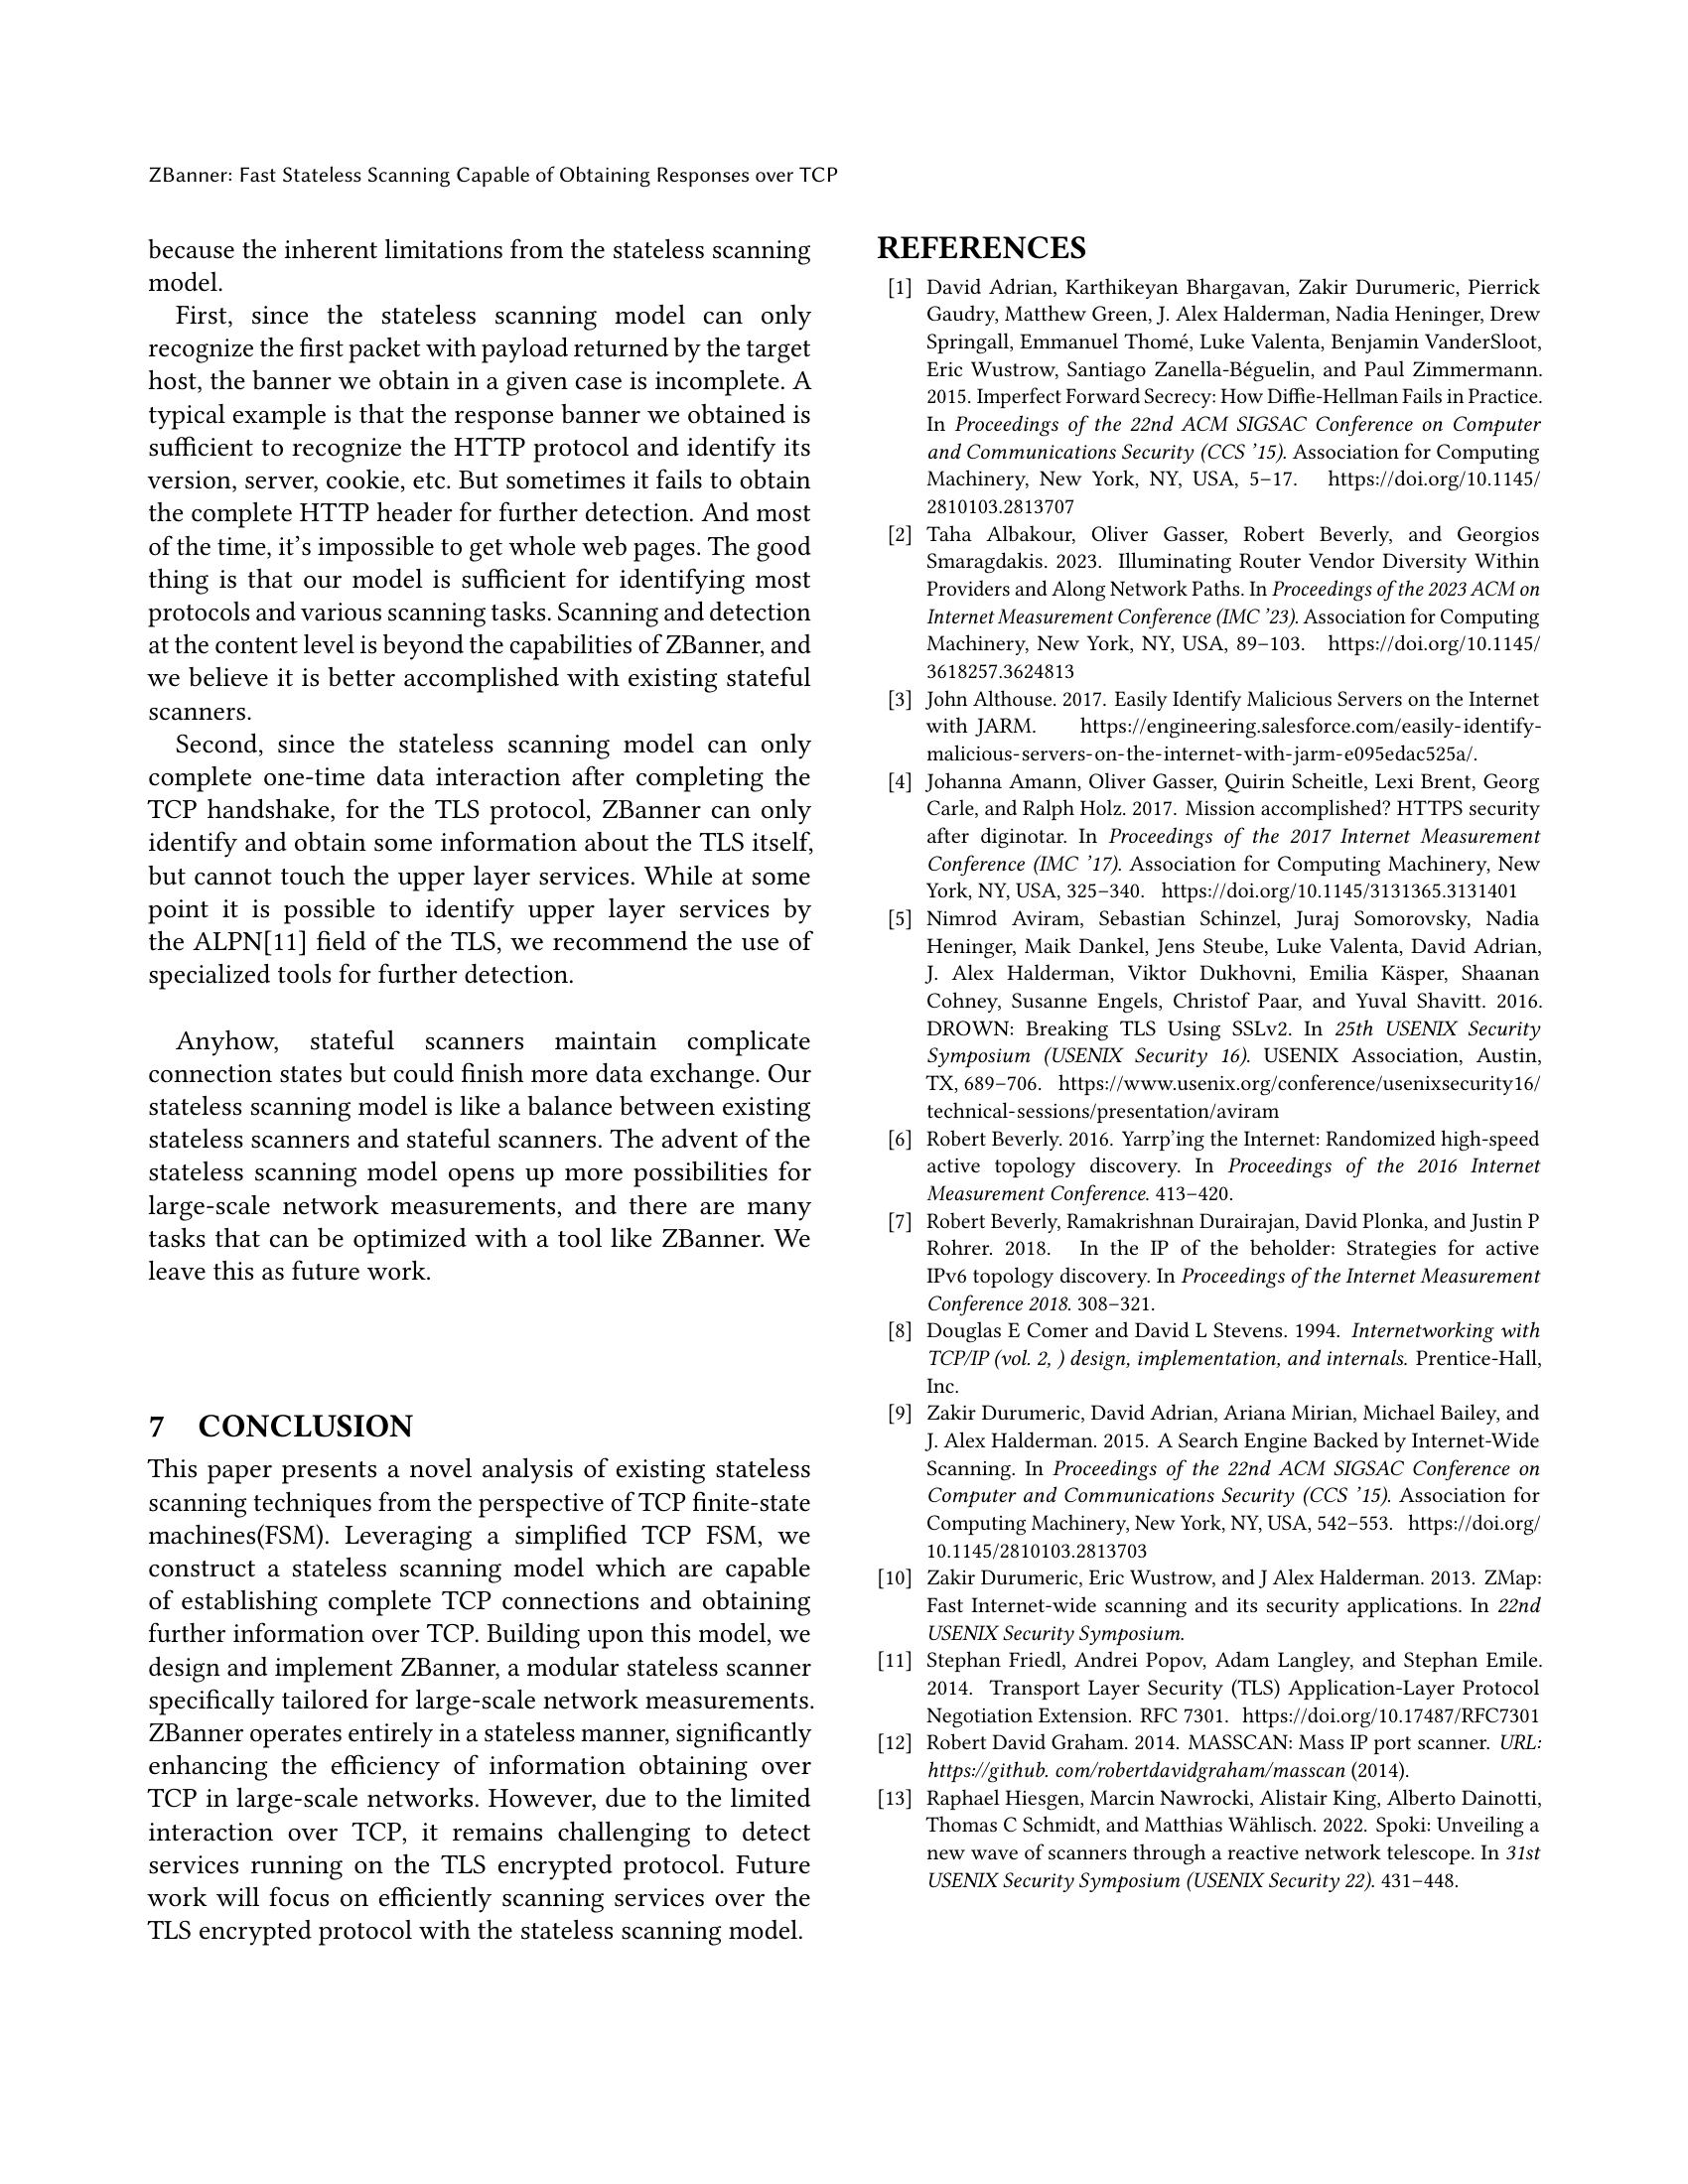 ZBanner: Fast Stateless Scanning Capable of Obtaining Responses over TCP
because the inherent limitations from the stateless scanning
model.
First, since the stateless scanning model can only
recognize the first packet with payload returned by the target
host, the banner we obtain in a given case is incomplete. A
typical example is that the response banner we obtained is
sufficient to recognize the HTTP protocol and identify its
version, server, cookie, etc. But sometimes it fails to obtain
the complete HTTP header for further detection. And most
of the time, it's impossible to get whole web pages. The good
thing is that our model is sufficient for identifying most
protocols and various scanning tasks. Scanning and detection
at the content level is beyond the capabilities of ZBanner, and
we believe it is better accomplished with existing stateful
scanners.
Second, since the stateless scanning model can only
complete one-time data interaction after completing the
TCP handshake, for the TLS protocol, ZBanner can only
identify and obtain some information about the TLS itself,
but cannot touch the upper layer services. While at some
point it is possible to identify upper layer services by
the ALPN[11] field of the TLS, we recommend the use of
specialized tools for further detection.
Anyhow, stateful scanners maintain complicate
connection states but could finish more data exchange. Our
stateless scanning model is like a balance between existing
stateless scanners and stateful scanners. The advent of the
stateless scanning model opens up more possibilities for
large-scale network measurements, and there are many
tasks that can be optimized with a tool like ZBanner. We
leave this as future work.
7 CONCLUSION
This paper presents a novel analysis of existing stateless
scanning techniques from the perspective of TCP finite-state
machines(FSM). Leveraging a simplified TCP FSM, we
construct a stateless scanning model which are capable
of establishing complete TCP connections and obtaining
further information over TCP. Building upon this model, we
design and implement ZBanner, a modular stateless scanner
specifically tailored for large-scale network measurements.
ZBanner operates entirely in a stateless manner, significantly
enhancing the efficiency of information obtaining over
TCP in large-scale networks. However, due to the limited
interaction over TCP, it remains challenging to detect
services running on the TLS encrypted protocol. Future
work will focus on efficiently scanning services over the
TLS encrypted protocol with the stateless scanning model.
REFERENCES
[1] David Adrian, Karthikeyan Bhargavan, Zakir Durumeric, Pierrick
Gaudry, Matthew Green, J. Alex Halderman, Nadia Heninger, Drew
Springall, Emmanuel Thomé, Luke Valenta, Benjamin VanderSloot,
Eric Wustrow, Santiago Zanella-Béguelin, and Paul Zimmermann.
2015. Imperfect Forward Secrecy: How Diffie-Hellman Fails in Practice.
In Proceedings of the 22nd ACM SIGSAC Conference on Computer
and Communications Security (CCS '15). Association for Computing
Machinery, New York, NY, USA, 5–17. https://doi.org/10.1145/
2810103.2813707
[2] Taha Albakour, Oliver Gasser, Robert Beverly, and Georgios
Smaragdakis. 2023. Illuminating Router Vendor Diversity Within
Providers and Along Network Paths. In Proceedings of the 2023 ACM on
Internet Measurement Conference (IMC '23). Association for Computing
Machinery, New York, NY, USA, 89–103. https://doi.org/10.1145/
3618257.3624813
[3] John Althouse. 2017. Easily Identify Malicious Servers on the Internet
with JARM. https://engineering.salesforce.com/easily-identify-
malicious-servers-on-the-internet-with-jarm-e095edac525a/.
[4] Johanna Amann, Oliver Gasser, Quirin Scheitle, Lexi Brent, Georg
Carle, and Ralph Holz. 2017. Mission accomplished? HTTPS security
after diginotar. In Proceedings of the 2017 Internet Measurement
Conference (IMC '17). Association for Computing Machinery, New
York, NY, USA, 325–340. https://doi.org/10.1145/3131365.3131401
[5] Nimrod Aviram, Sebastian Schinzel, Juraj Somorovsky, Nadia
Heninger, Maik Dankel, Jens Steube, Luke Valenta, David Adrian,
J. Alex Halderman, Viktor Dukhovni, Emilia Käsper, Shaanan
Cohney, Susanne Engels, Christof Paar, and Yuval Shavitt. 2016.
DROWN: Breaking TLS Using SSLv2. In 25th USENIX Security
Symposium (USENIX Security 16). USENIX Association, Austin,
TX, 689–706. https://www.usenix.org/conference/usenixsecurity16/
technical-sessions/presentation/aviram
[6] Robert Beverly. 2016. Yarrp'ing the Internet: Randomized high-speed
active topology discovery. In Proceedings of the 2016 Internet
Measurement Conference. 413–420.
[7] Robert Beverly, Ramakrishnan Durairajan, David Plonka, and Justin P
Rohrer. 2018. In the IP of the beholder: Strategies for active
IPv6 topology discovery. In Proceedings of the Internet Measurement
Conference 2018. 308–321.
[8] Douglas E Comer and David L Stevens. 1994. Internetworking with
TCP/IP (vol. 2, ) design, implementation, and internals. Prentice-Hall,
Inc.
[9] Zakir Durumeric, David Adrian, Ariana Mirian, Michael Bailey, and
J. Alex Halderman. 2015. A Search Engine Backed by Internet-Wide
Scanning. In Proceedings of the 22nd ACM SIGSAC Conference on
Computer and Communications Security (CCS '15). Association for
Computing Machinery, New York, NY, USA, 542–553. https://doi.org/
10.1145/2810103.2813703
[10] Zakir Durumeric, Eric Wustrow, and J Alex Halderman. 2013. ZMap:
Fast Internet-wide scanning and its security applications. In 22nd
USENIX Security Symposium.
[11] Stephan Friedl, Andrei Popov, Adam Langley, and Stephan Emile.
2014. Transport Layer Security (TLS) Application-Layer Protocol
Negotiation Extension. RFC 7301. https://doi.org/10.17487/RFC7301
[12] Robert David Graham. 2014. MASSCAN: Mass IP port scanner. URL:
https://github. com/robertdavidgraham/masscan (2014).
[13] Raphael Hiesgen, Marcin Nawrocki, Alistair King, Alberto Dainotti,
Thomas C Schmidt, and Matthias Wählisch. 2022. Spoki: Unveiling a
new wave of scanners through a reactive network telescope. In 31st
USENIX Security Symposium (USENIX Security 22). 431–448.